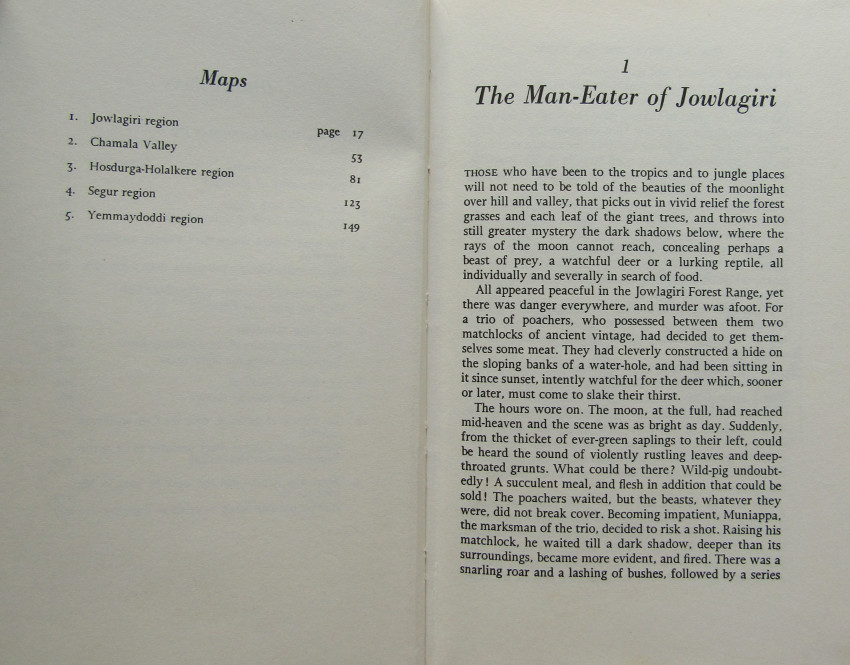 Maps
1. Jowlagiri region page 17
2. Chamala Valley 53
3. Hosdurga-Holalkere region 81
4. Segur region 123
5. Yemmaydoddi region 149
1
The Man-Eater of Jowlagiri
THOSE who have been to the tropics and to jungle places
will not need to be told of the beauties of the moonlight
over hill and valley, that picks out in vivid relief the forest
grasses and each leaf of the giant trees, and throws into
still greater mystery the dark shadows below, where the
rays of the moon cannot reach, concealing perhaps a
beast of prey, a watchful deer or a lurking reptile, all
individually and severally in search of food.
All appeared peaceful in the Jowlagiri Forest Range, yet
there was danger everywhere, and murder was afoot. For
a trio of poachers, who possessed between them two
matchlocks of ancient vintage, had decided to get them-
selves some meat. They had cleverly constructed a hide on
the sloping banks of a water-hole, and had been sitting in
it since sunset, intently watchful for the deer which, sooner
or later, must come to slake their thirst.
The hours wore on. The moon, at the full, had reached
mid-heaven and the scene was as bright as day. Suddenly,
from the thicket of ever-green saplings to their left, could
be heard the sound of violently rustling leaves and deep-
throated grunts. What could be there? Wild-pig undoubt-
edly! A succulent meal, and flesh in addition that could be
sold! The poachers waited, but the beasts, whatever they
were, did not break cover. Becoming impatient, Muniappa,
the marksman of the trio, decided to risk a shot. Raising his
matchlock, he waited till a dark shadow, deeper than its
surroundings, became more evident, and fired. There was a
snarling roar and a lashing of bushes, followed by a series